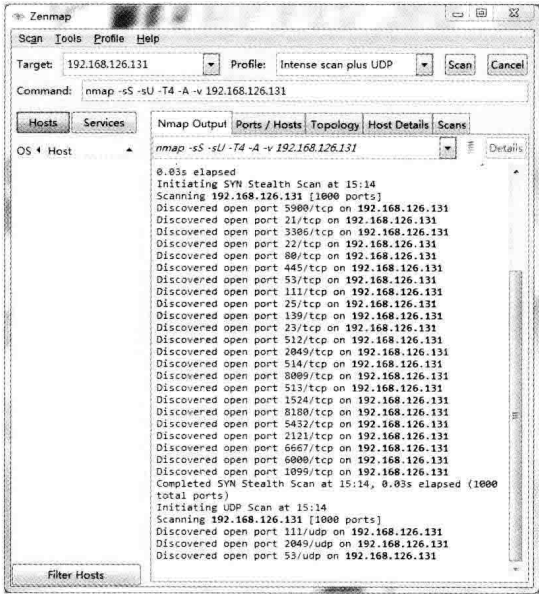 Zenmap
Scan Tools Profile Help
Target: 192.168.126.131 Profile: Intense scan plus UDP Scan Cancel
Command: nmap -sS -sU -T4 -A -v 192.168.126.131
Hosts Services Nmap Output Ports / Hosts Topology Host Details Scans
OS Host nmap -sS -sU -T4 -A -v 192.168.126.131 Details
0.03s elapsed
Initiating SYN Stealth Scan at 15:14
Scanning 192.168.126.131 [1000 ports]
Discovered open port 5900/tcp on 192.168.126.131
Discovered open port 21/tcp on 192.168.126.131
Discovered open port 3306/tcp on 192.168.126.131
Discovered open port 22/tcp on 192.168.126.131
Discovered open port 80/tcp on 192.168.126.131
Discovered open port 445/tcp on 192.168.126.131
Discovered open port 53/tcp on 192.168.126.131
Discovered open port 111/tcp on 192.168.126.131
Discovered open port 25/tcp on 192.168.126.131
Discovered open port 139/tcp on 192.168.126.131
Discovered open port 23/tcp on 192.168.126.131
Discovered open port 512/tcp on 192.168.126.131
Discovered open port 2049/tcp on 192.168.126.131
Discovered open port 514/tcp on 192.168.126.131
Discovered open port 8009/tcp on 192.168.126.131
Discovered open port 513/tcp on 192.168.126.131
Discovered open port 1524/tcp on 192.168.126.131
Discovered open port 8180/tcp on 192.168.126.131
Discovered open port 5432/tcp on 192.168.126.131
Discovered open port 2121/tcp on 192.168.126.131
Discovered open port 6667/tcp on 192.168.126.131
Discovered open port 6000/tcp on 192.168.126.131
Discovered open port 1099/tcp on 192.168.126.131
Completed SYN Stealth Scan at 15:14, 0.03s elapsed (1000
total ports)
Initiating UDP Scan at 15:14
Scanning 192.168.126.131 [1000 ports]
Discovered open port 111/udp on 192.168.126.131
Discovered open port 2049/udp on 192.168.126.131
Discovered open port 53/udp on 192.168.126.131
Filter Hosts